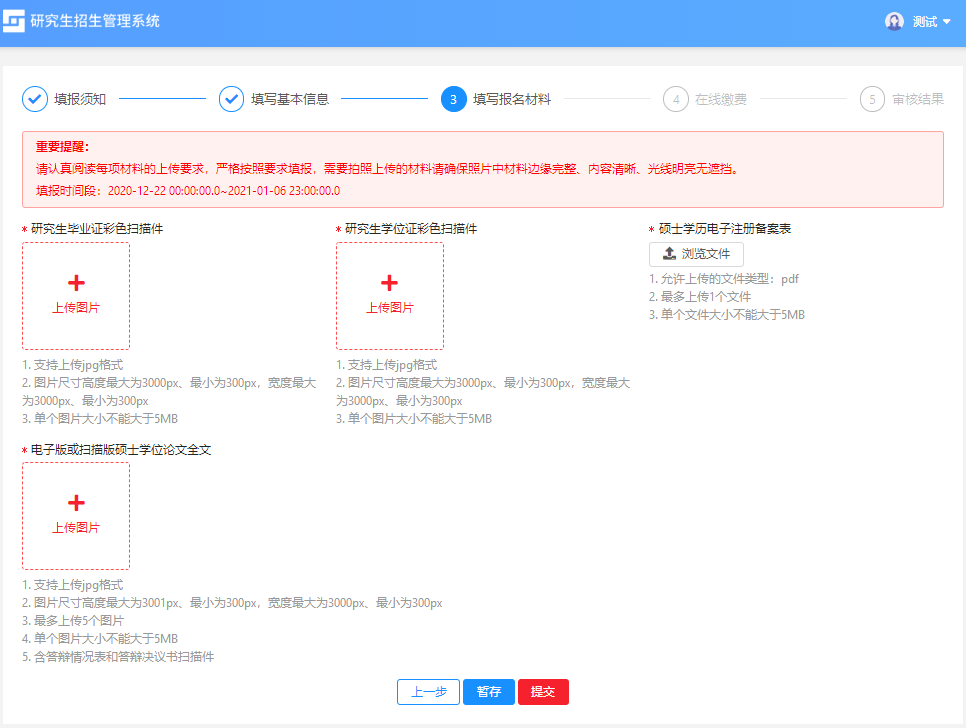 研究生招生管理系统
测试
填报须知
填写基本信息
3 填写报名材料
4 在线缴费
5 审核结果
重要提醒：
请认真阅读每项材料的上传要求，严格按照要求填报，需要拍照上传的材料请确保照片中材料边缘完整、内容清晰、光线明亮无遮挡。
填报时间段：2020-12-22 00:00:00.0~2021-01-06 23:00:00.0
* 研究生毕业证彩色扫描件
上传图片
1. 支持上传jpg格式
2. 图片尺寸高度最大为3000px、最小为300px，宽度最大
为3000px、最小为300px
3. 单个图片大小不能大于5MB
* 研究生学位证彩色扫描件
上传图片
1. 支持上传jpg格式
2. 图片尺寸高度最大为3000px、最小为300px，宽度最大
为3000px、最小为300px
3. 单个图片大小不能大于5MB
* 硕士学历电子注册备案表
浏览文件
1. 允许上传的文件类型：pdf
2. 最多上传1个文件
3. 单个文件大小不能大于5MB
* 电子版或扫描版硕士学位论文全文
上传图片
1. 支持上传jpg格式
2. 图片尺寸高度最大为3001px、最小为300px，宽度最大为3000px、最小为300px
3. 最多上传5个图片
4. 单个图片大小不能大于5MB
5. 含答辩情况表和答辩决议书扫描件
上一步
暂存
提交